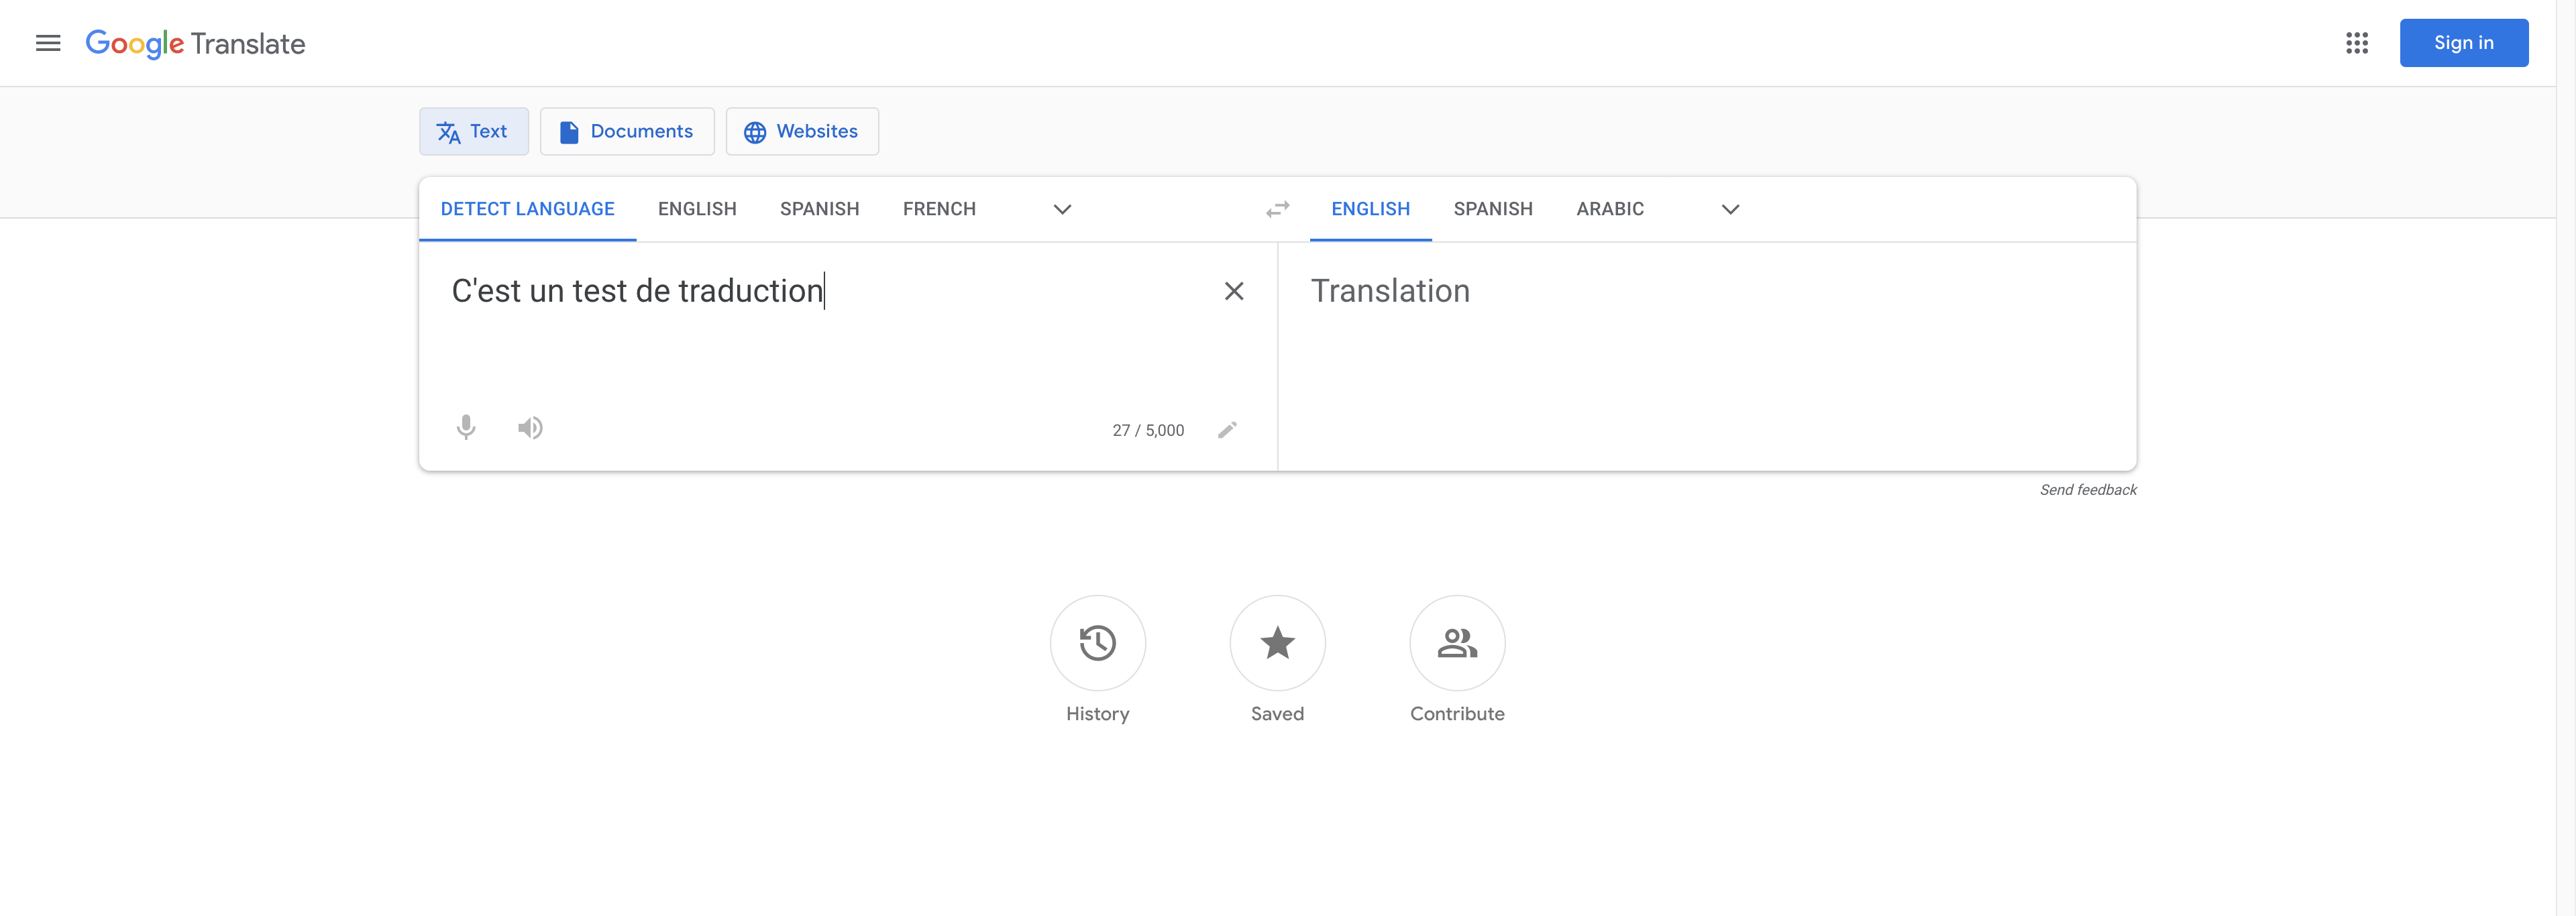 Google Translate
Sign in
Text
Documents
Websites
DETECT LANGUAGE ENGLISH SPANISH FRENCH
ENGLISH SPANISH ARABIC
C'est un test de traduction
Translation
27 / 5,000
Send feedback
History
Saved
Contribute